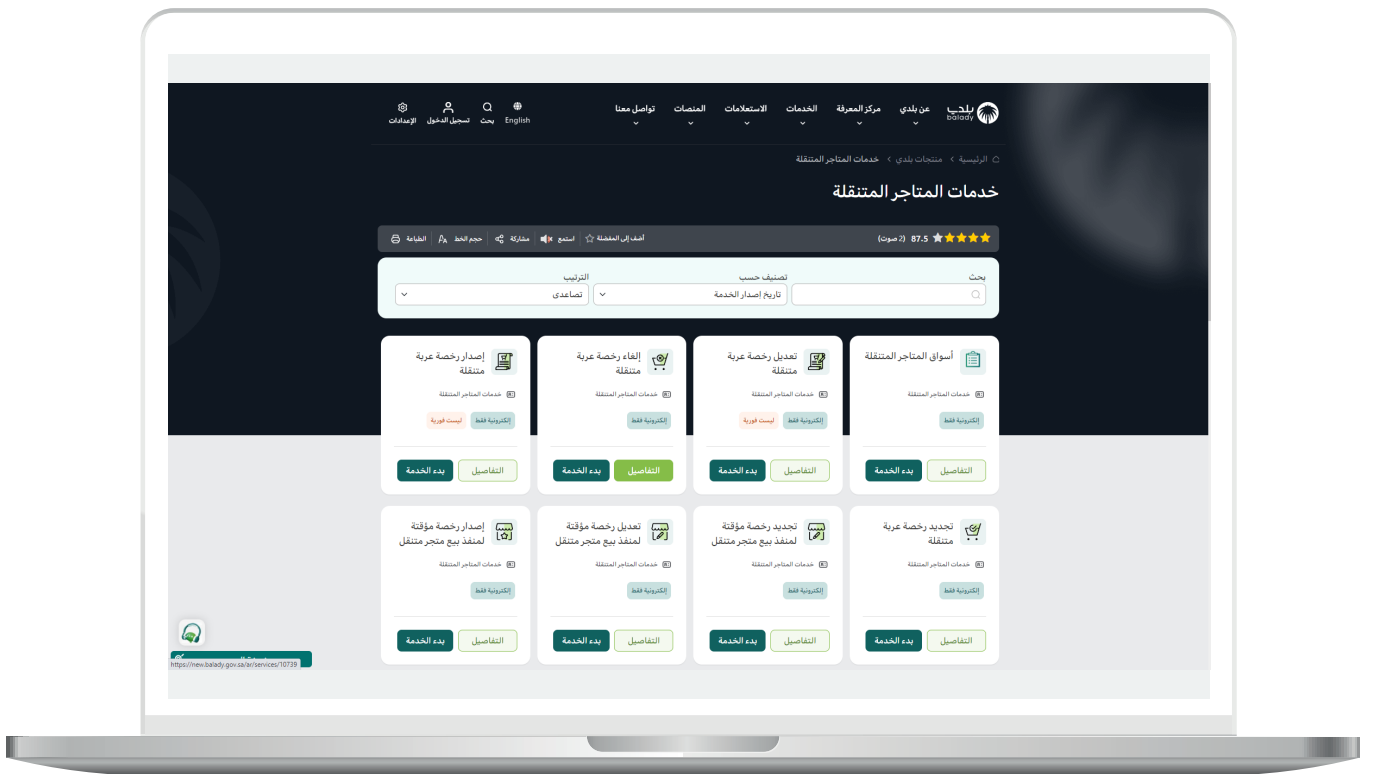 بلدي
balady
عن بلدي
مركز المعرفة
الخدمات
الاستعلامات
المنصات
تواصل معنا
English
بحث
تسجيل الدخول
الإعدادات
الرئيسية > منتجات بلدي > خدمات المتاجر المتنقلة
خدمات المتاجر المتنقلة
87.5 (2 صوت)
أضف إلى المفضلة
استمع
مشاركة
حجم الخط
الطباعة
بحث
تصنيف حسب
تاريخ إصدار الخدمة
الترتيب
تصاعدى
أسواق المتاجر المتنقلة
خدمات المتاجر المتنقلة
إلكترونية فقط
التفاصيل
بدء الخدمة
تعديل رخصة عربة
متنقلة
خدمات المتاجر المتنقلة
إلكترونية فقط
ليست فورية
التفاصيل
بدء الخدمة
إلغاء رخصة عربة
متنقلة
خدمات المتاجر المتنقلة
إلكترونية فقط
التفاصيل
بدء الخدمة
إصدار رخصة عربة
متنقلة
خدمات المتاجر المتنقلة
إلكترونية فقط
ليست فورية
التفاصيل
بدء الخدمة
تجديد رخصة عربة
متنقلة
خدمات المتاجر المتنقلة
إلكترونية فقط
التفاصيل
بدء الخدمة
تجديد رخصة مؤقتة
لمنفذ بيع متجر متنقل
خدمات المتاجر المتنقلة
إلكترونية فقط
التفاصيل
بدء الخدمة
تعديل رخصة مؤقتة
لمنفذ بيع متجر متنقل
خدمات المتاجر المتنقلة
إلكترونية فقط
التفاصيل
بدء الخدمة
إصدار رخصة مؤقتة
لمنفذ بيع متجر متنقل
خدمات المتاجر المتنقلة
إلكترونية فقط
التفاصيل
بدء الخدمة
https://new.balady.gov.sa/ar/services/10739